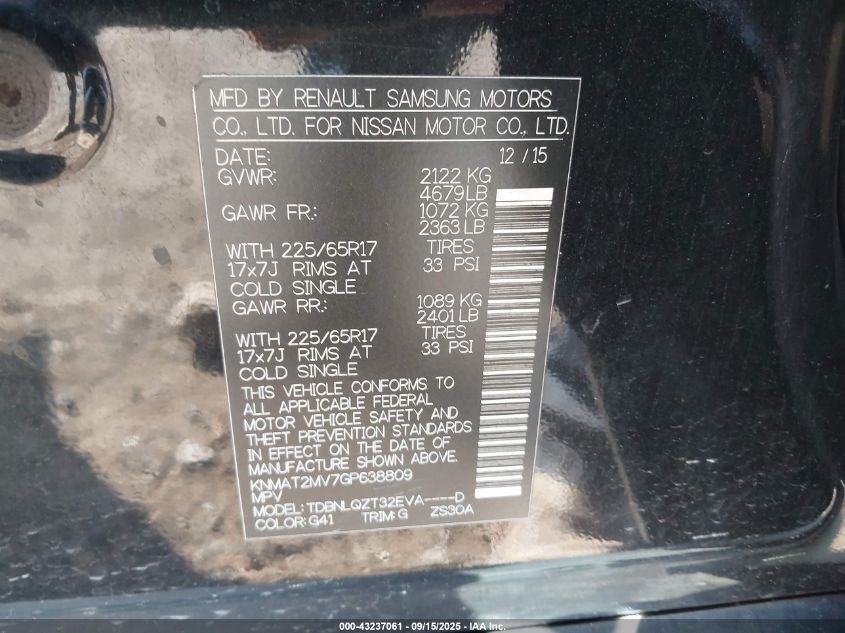 MFD BY RENAULT SAMSUNG MOTORS
CO., LTD. FOR NISSAN MOTOR CO., LTD.
DATE: 12 / 15
GVWR: 2122 KG
4679 LB
GAWR FR.: 1072 KG
2363 LB
WITH 225/65R17 TIRES
17x7J RIMS AT 33 PSI
COLD SINGLE
GAWR RR.: 1089 KG
2401 LB
WITH 225/65R17 TIRES
17x7J RIMS AT 33 PSI
COLD SINGLE
THIS VEHICLE CONFORMS TO
ALL APPLICABLE FEDERAL
MOTOR VEHICLE SAFETY AND
THEFT PREVENTION STANDARDS
IN EFFECT ON THE DATE OF
MANUFACTURE SHOWN ABOVE.
KNMAT2MV7GP638809
MPV
MODEL: TDBNLQZT32EVA----D
COLOR: G41 TRIM: G ZS30A
000-43237061 - 09/15/2025 - IAA, Inc.